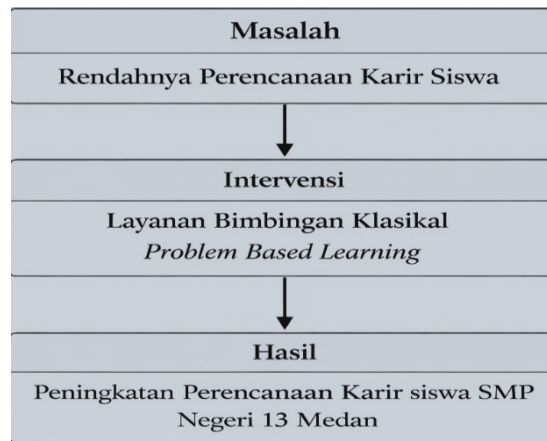 Masalah
Rendahnya Perencanaan Karir Siswa
Intervensi
Layanan Bimbingan Klasikal
Problem Based Learning
Hasil
Peningkatan Perencanaan Karir siswa SMP
Negeri 13 Medan